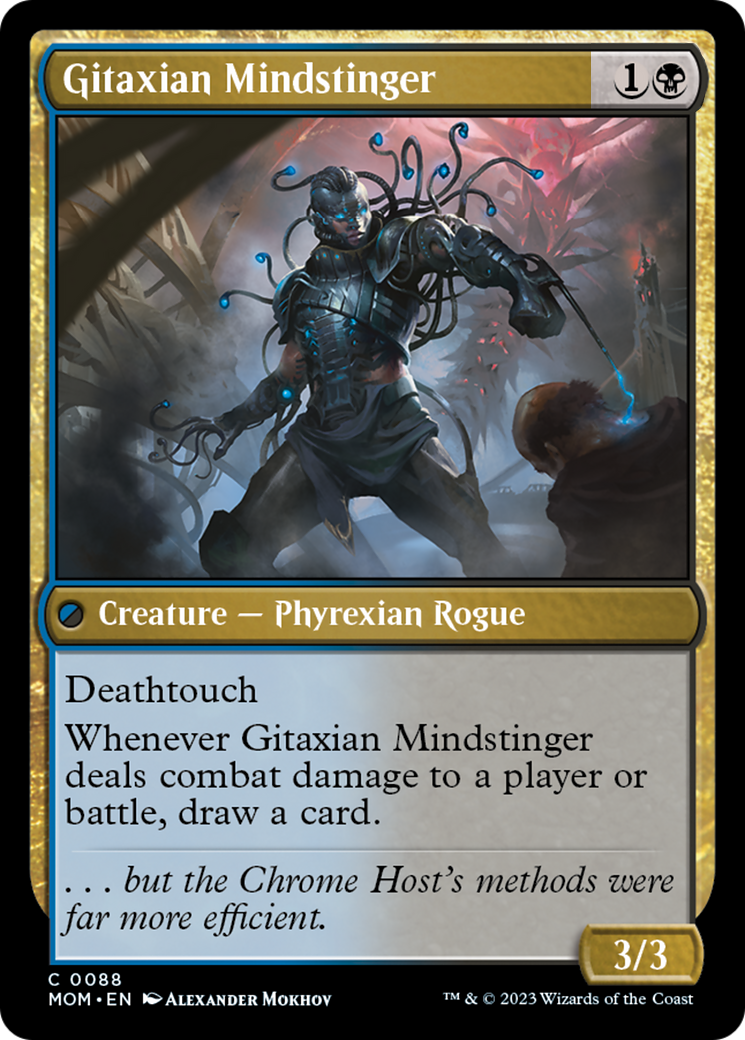 Gitaxian Mindstinger 1
Creature — Phyrexian Rogue
Deathtouch
Whenever Gitaxian Mindstinger
deals combat damage to a player or
battle, draw a card.
. . . but the Chrome Host's methods were
far more efficient.
3/3
C 0088
MOM • EN Alexander Mokhov
™ & © 2023 Wizards of the Coast